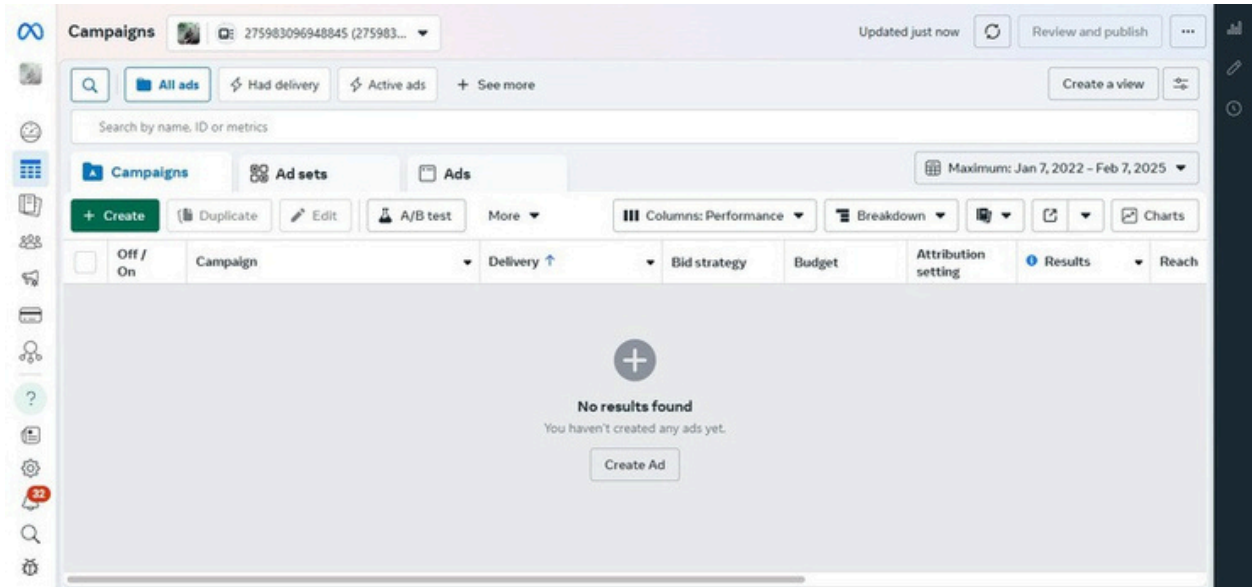 Campaigns
275983096948845 (275983...
Updated just now
Review and publish
All ads
Had delivery
Active ads
+ See more
Create a view
Search by name, ID or metrics
Campaigns
Ad sets
Ads
Maximum: Jan 7, 2022 – Feb 7, 2025
+ Create
Duplicate
Edit
A/B test
More
Columns: Performance
Breakdown
Charts
Off /
On
Campaign
Delivery ↑
Bid strategy
Budget
Attribution
setting
Results
Reach
No results found
You haven't created any ads yet.
Create Ad
32